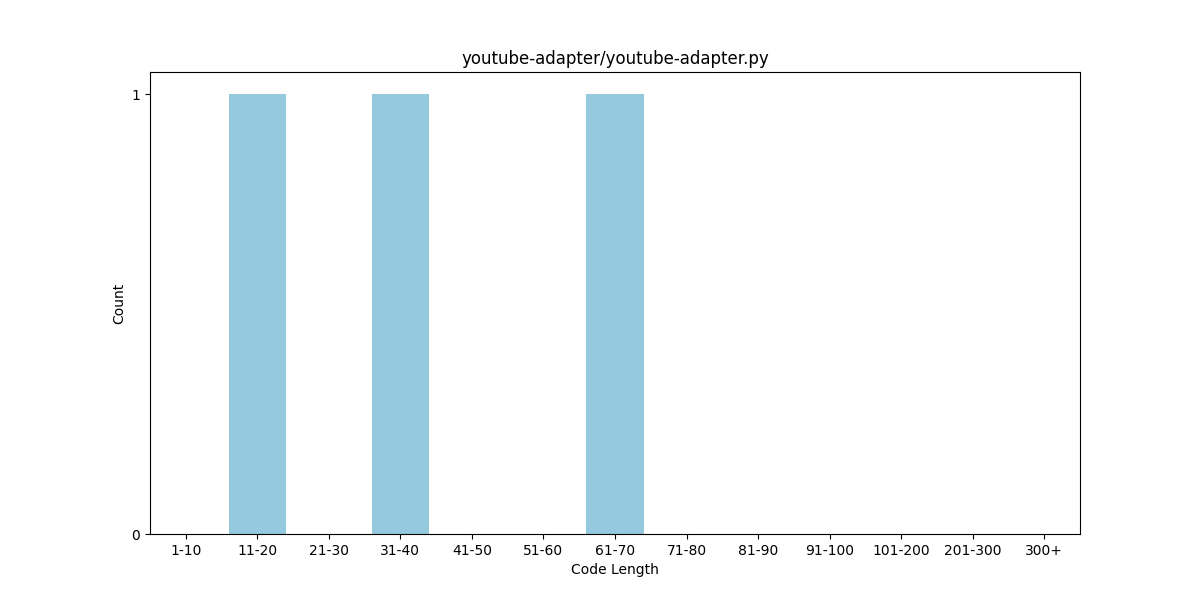 youtube-adapter/youtube-adapter.py
1
0
Count
1-10 11-20 21-30 31-40 41-50 51-60 61-70 71-80 81-90 91-100 101-200 201-300 300+
Code Length